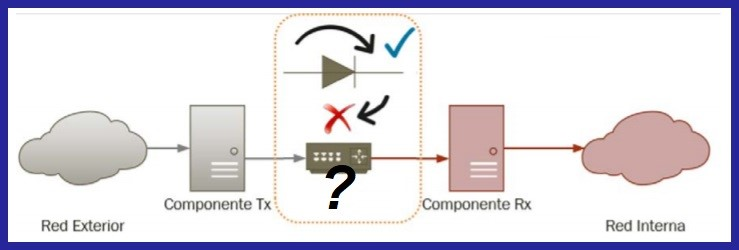 ?
Componente Tx
Componente Rx
Red Exterior
Red Interna